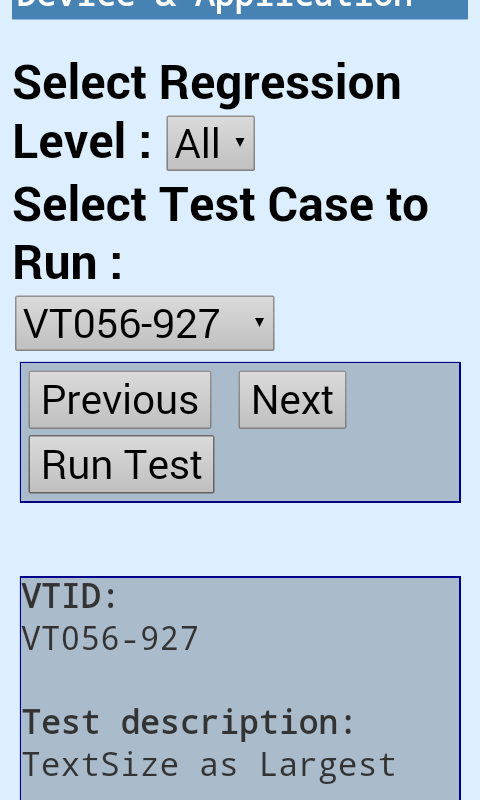 Device & Application
Select Regression
Level : All
Select Test Case to
Run :
VT056-927
Previous Next
Run Test
VTID:
VT056-927
Test description:
TextSize as Largest